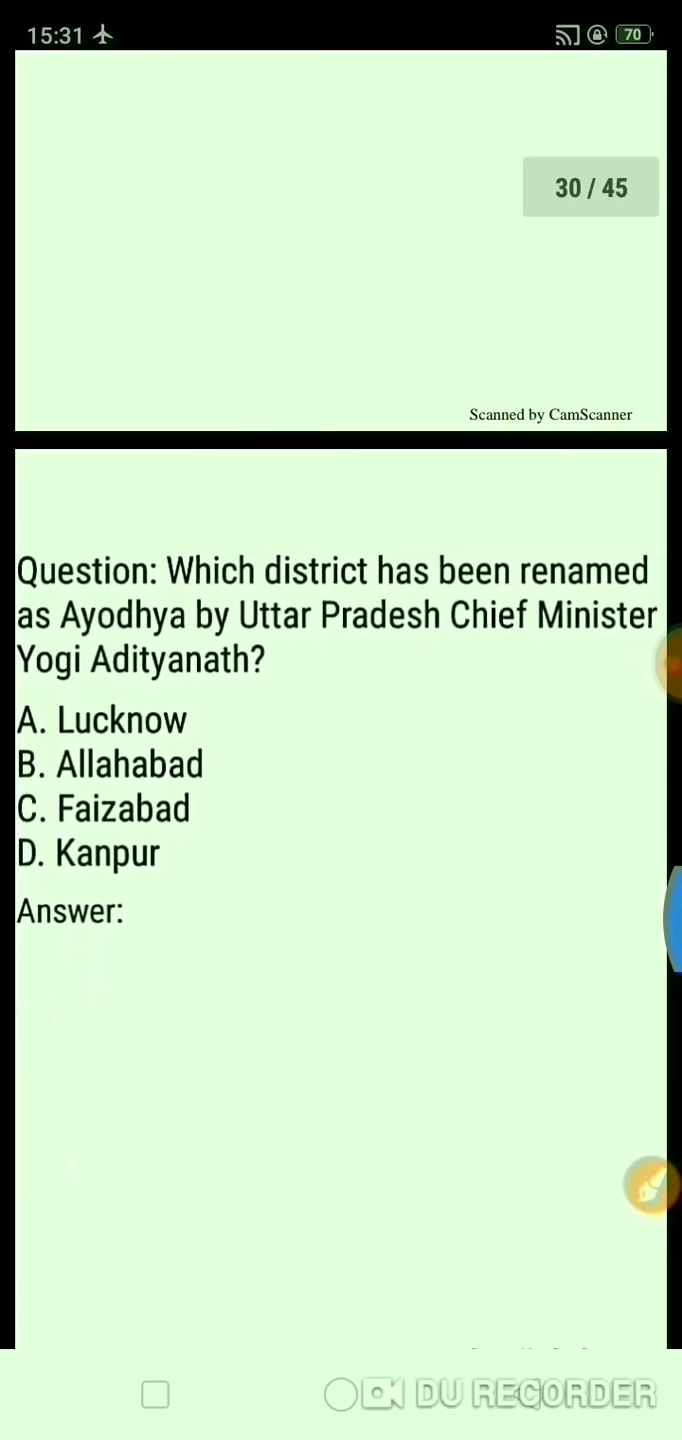 15:31
70
30 / 45
Scanned by CamScanner
Question: Which district has been renamed
as Ayodhya by Uttar Pradesh Chief Minister
Yogi Adityanath?
A. Lucknow
B. Allahabad
C. Faizabad
D. Kanpur
Answer:
DU RECORDER